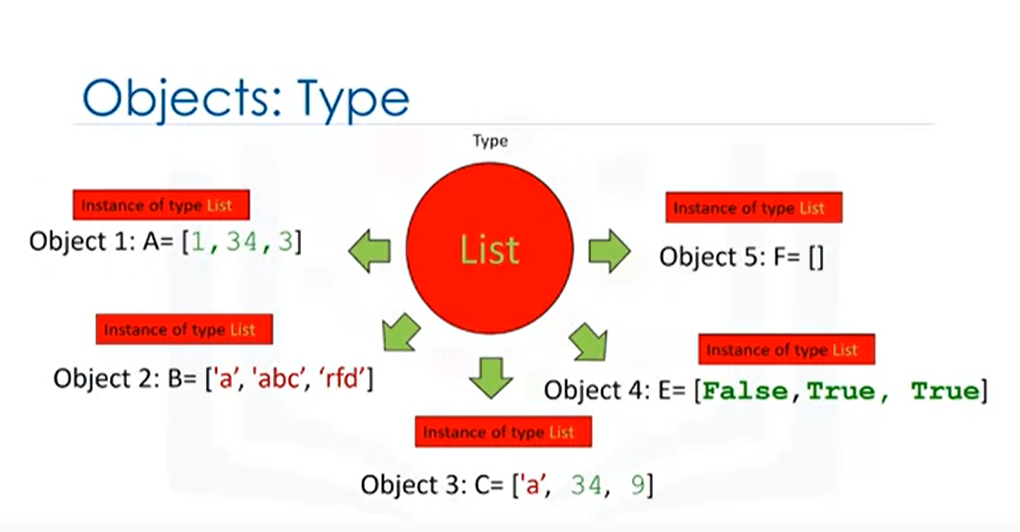 Objects: Type
Type
List
Instance of type List
Object 1: A= [1,34,3]
Instance of type List
Object 5: F= []
Instance of type List
Object 2: B= ['a’, 'abc’, ‘rfd’]
Instance of type List
Object 4: E= [False,True, True]
Instance of type List
Object 3: C= ['a’, 34, 9]